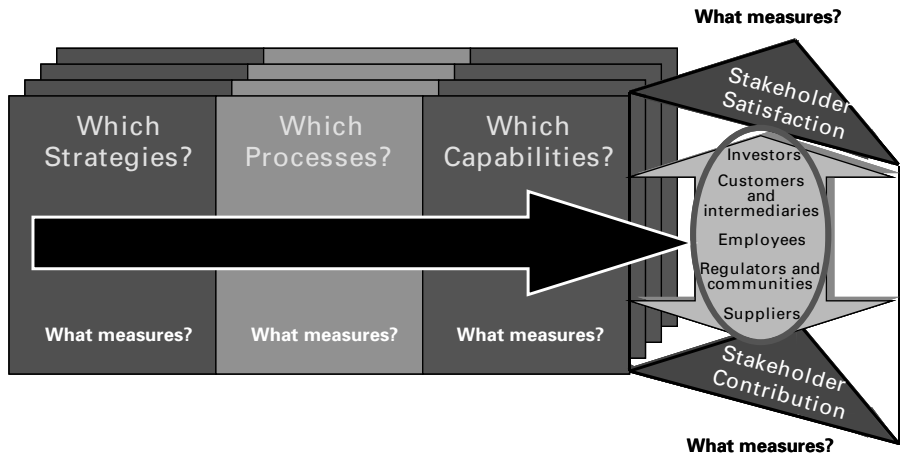 What measures?
Which
Strategies?
Which
Processes?
Which
Capabilities?
Stakeholder
Satisfaction
Investors
Customers
and
intermediaries
Employees
Regulators and
communities
Suppliers
What measures?
What measures?
What measures?
Stakeholder
Contribution
What measures?